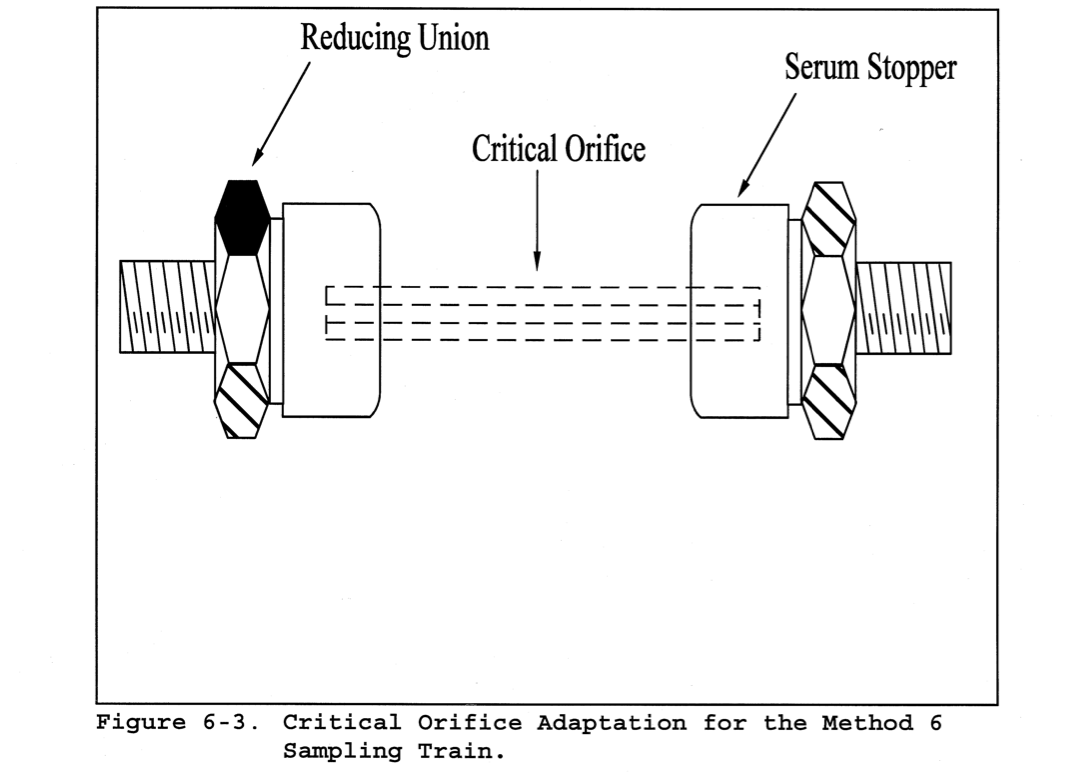 Reducing Union
Serum Stopper
Critical Orifice
Figure 6-3. Critical Orifice Adaptation for the Method 6
Sampling Train.